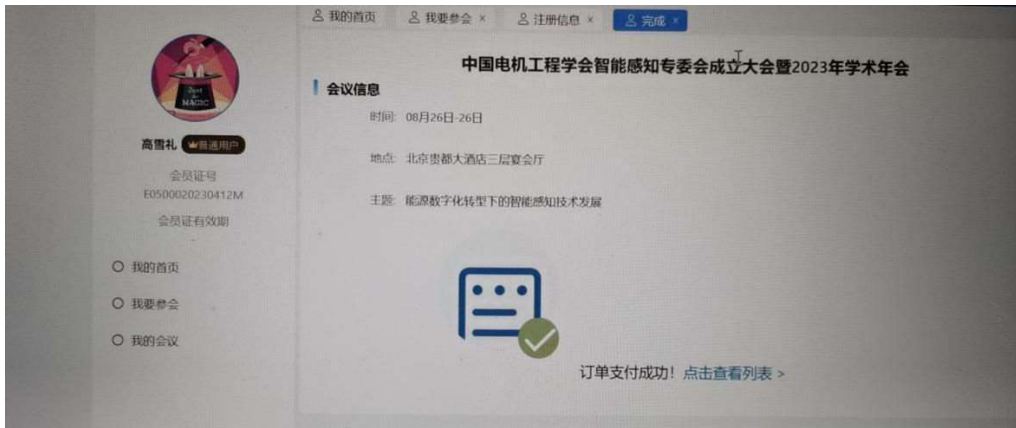 我的首页
我要参会 ×
注册信息 ×
完成 ×
Just
the
MAGIC
高雪礼 普通用户
会员证号
E0500020230412M
会员证有效期
我的首页
我要参会
我的会议
中国电机工程学会智能感知专委会成立大会暨2023年学术年会
会议信息
时间: 08月26日-26日
地点: 北京贵都大酒店三层宴会厅
主题: 能源数字化转型下的智能感知技术发展
订单支付成功！点击查看列表 >